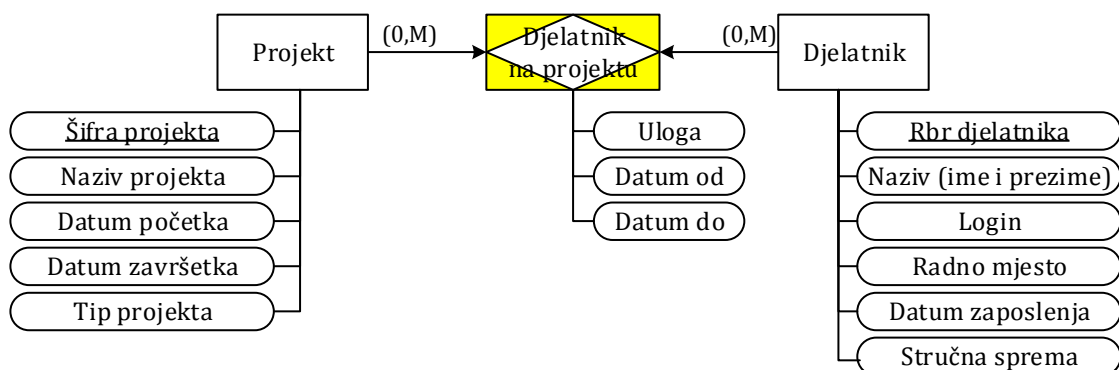 Projekt
(0,M)
Djelatnik
na projektu
(0,M)
Djelatnik
Šifra projekta
Naziv projekta
Datum početka
Datum završetka
Tip projekta
Uloga
Datum od
Datum do
Rbr djelatnika
Naziv (ime i prezime)
Login
Radno mjesto
Datum zaposlenja
Stručna sprema